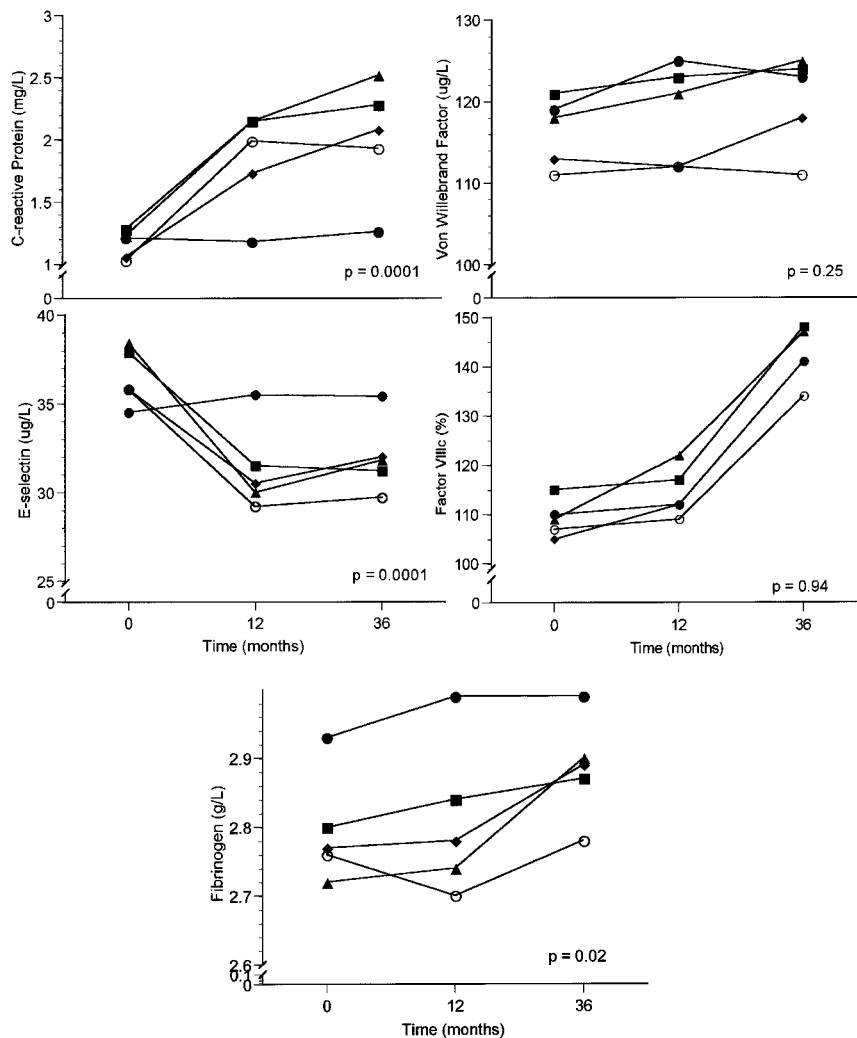 C-reactive Protein (mg/L)
3
2.5
2
1.5
1
0
p = 0.0001
Von Willebrand Factor (ug/L)
130
120
110
100
0
p = 0.25
E-selectin (ug/L)
40
35
30
25
0
p = 0.0001
0
12
36
Time (months)
Factor VIIIc (%)
150
140
130
120
110
100
0
p = 0.94
0
12
36
Time (months)
Fibrinogen (g/L)
2.9
2.8
2.7
2.6
0.1
0
p = 0.02
0
12
36
Time (months)